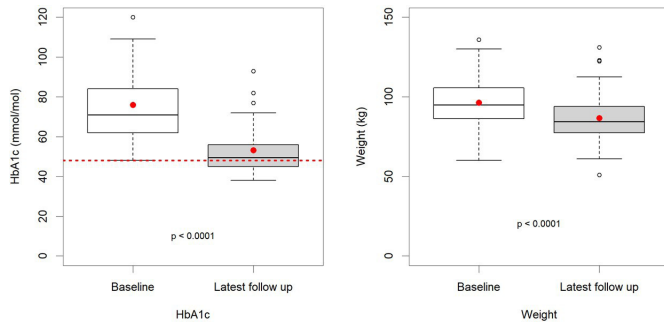 HbA1c (mmol/mol)
120
100
80
60
40
20
0
p < 0.0001
Baseline
Latest follow up
HbA1c
Weight (kg)
150
100
50
0
p < 0.0001
Baseline
Latest follow up
Weight